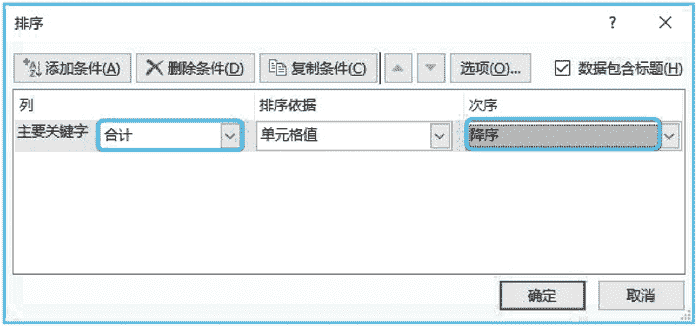 排序
添加条件(A) 删除条件(D) 复制条件(C) 选项(O)... 数据包含标题(H)
列 排序依据 次序
主要关键字 合计 单元格值 降序
确定 取消